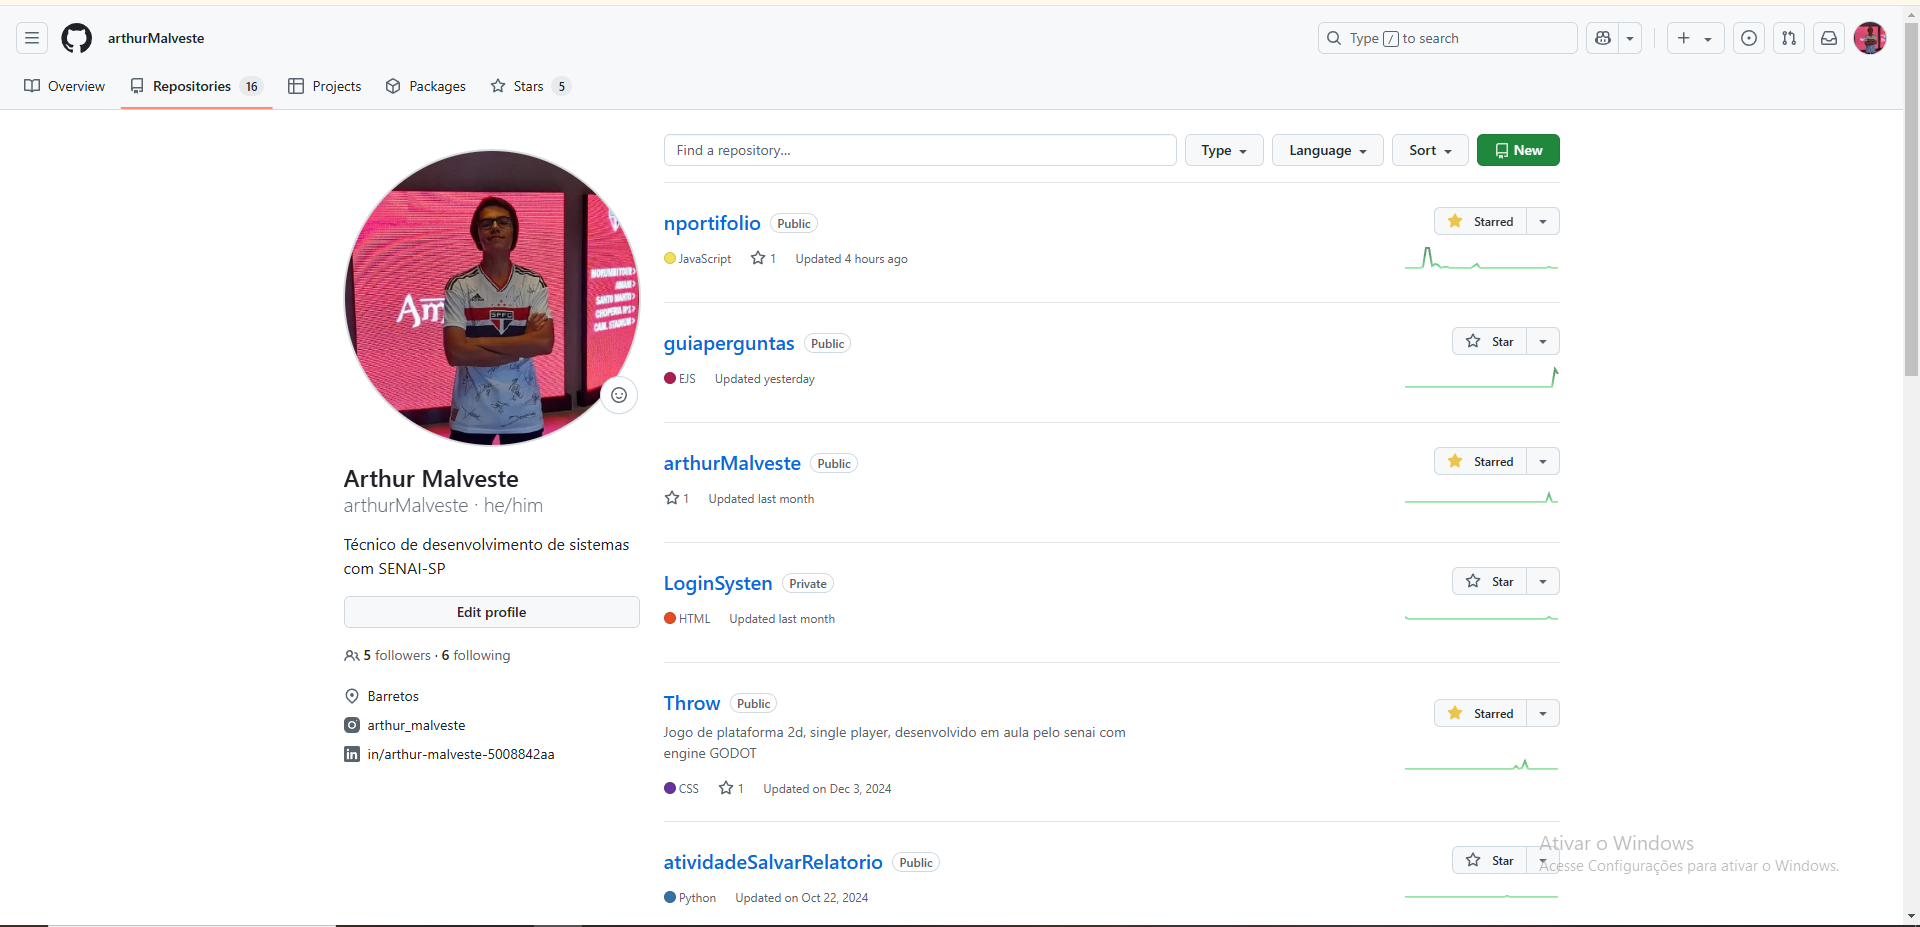 arthurMalveste
Type / to search
Overview
Repositories 16
Projects
Packages
Stars 5
Find a repository...
Type
Language
Sort
New
nportifolio Public
Starred
JavaScript 1 Updated 4 hours ago
guiaperguntas Public
Star
EJS Updated yesterday
arthurMalveste Public
Starred
1 Updated last month
LoginSysten Private
Star
HTML Updated last month
Throw Public
Starred
Jogo de plataforma 2d, single player, desenvolvido em aula pelo senai com
engine GODOT
CSS 1 Updated on Dec 3, 2024
atividadeSalvarRelatorio Public
Star
Python Updated on Oct 22, 2024
Am
SPFC
SANTO MANTO >
Arthur Malveste
arthurMalveste · he/him
Técnico de desenvolvimento de sistemas
com SENAI-SP
Edit profile
5 followers · 6 following
Barretos
arthur_malveste
in/arthur-malveste-5008842aa
Ativar o Windows
Acesse Configurações para ativar o Windows.